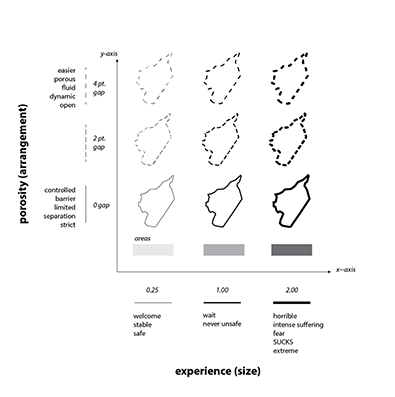 y-axis
easier
porous
fluid
dynamic
open
4 pt.
gap
2 pt.
gap
porosity (arrangement)
controlled
barrier
limited
separation
strict
0 gap
areas
x-axis
0.25
1.00
2.00
welcome
stable
safe
wait
never unsafe
horrible
intense suffering
fear
SUCKS
extreme
experience (size)